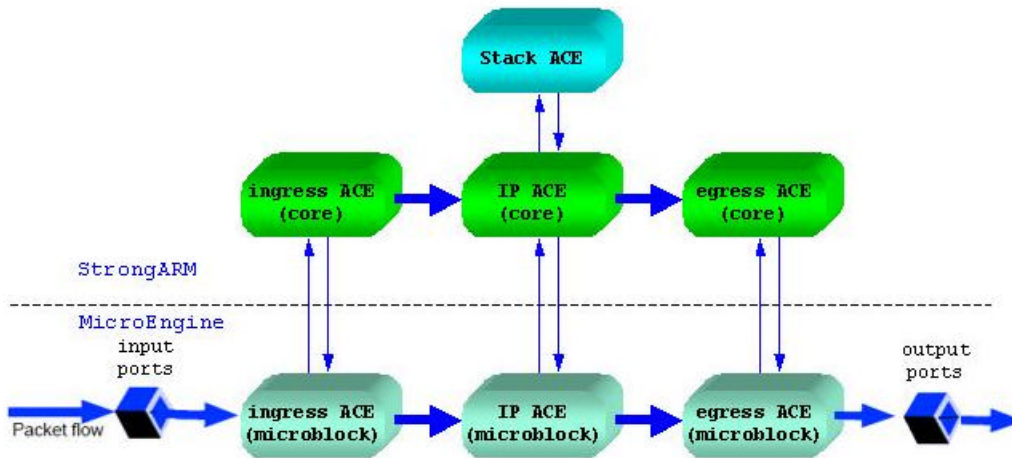 Stack ACE
ingress ACE
(core)
IP ACE
(core)
egress ACE
(core)
StrongARM
MicroEngine
input
ports
output
ports
Packet flow
ingress ACE
(microblock)
IP ACE
(microblock)
egress ACE
(microblock)